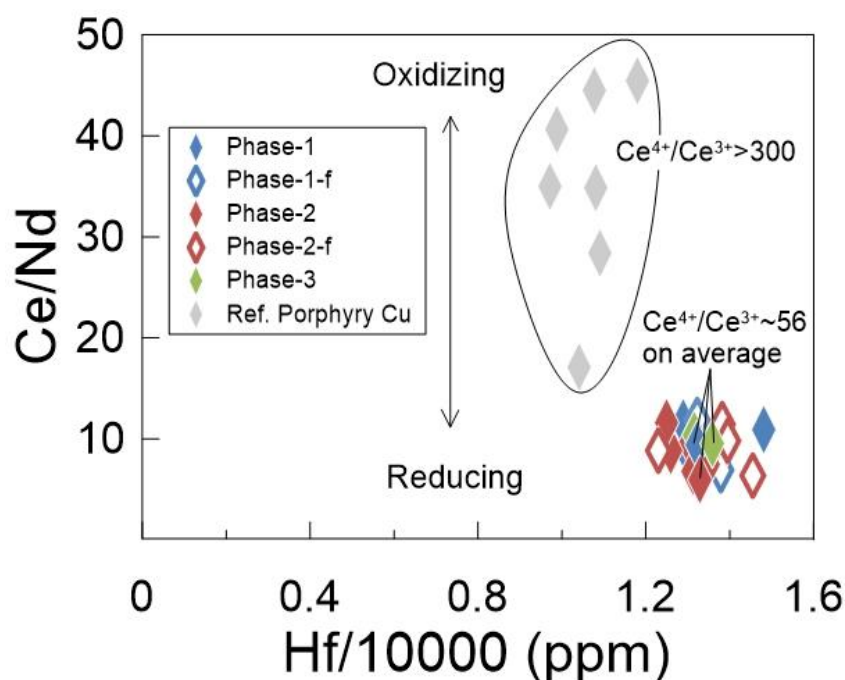 50
40
30
20
10
Ce/Nd
Oxidizing
Phase-1
Phase-1-f
Phase-2
Phase-2-f
Phase-3
Ref. Porphyry Cu
Ce⁴⁺/Ce³⁺>300
Ce⁴⁺/Ce³⁺~56
on average
Reducing
0 0.4 0.8 1.2 1.6
Hf/10000 (ppm)